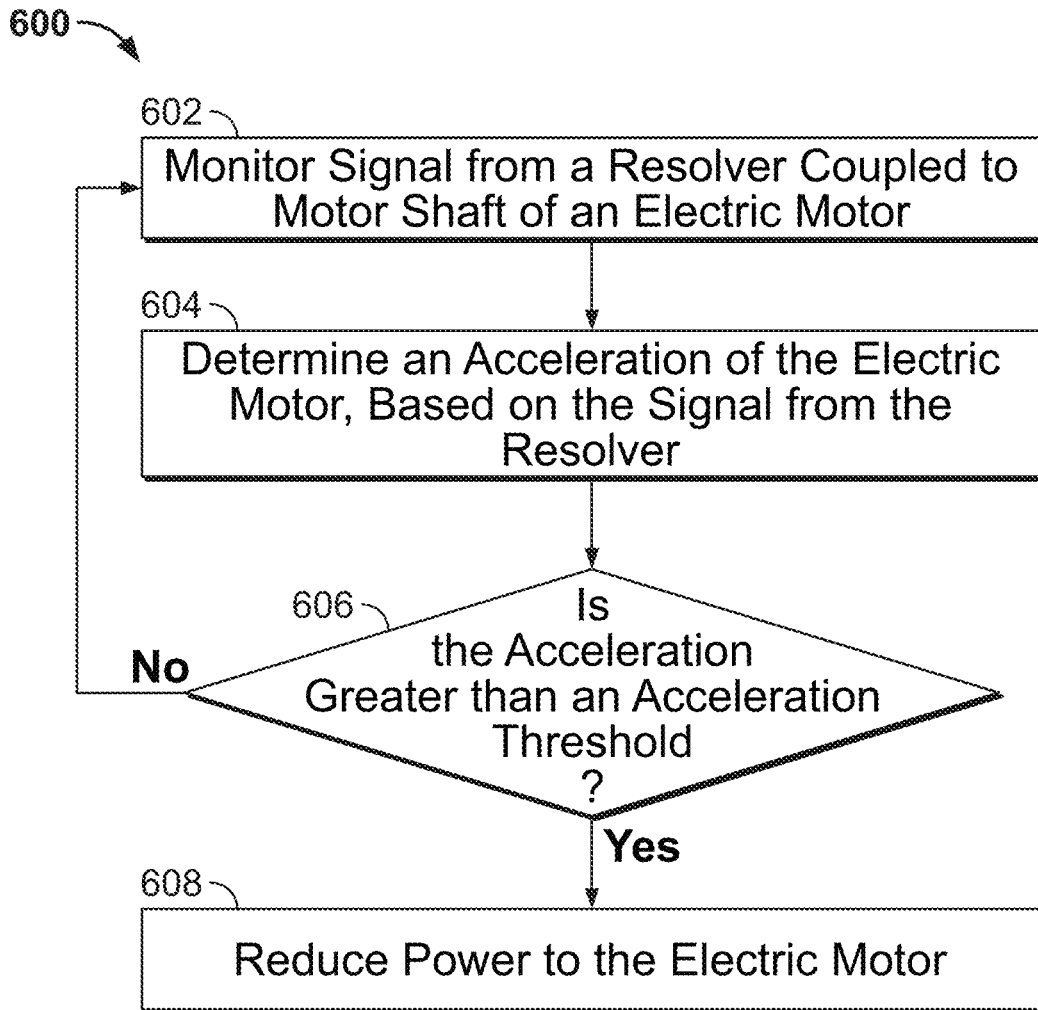 600
602
Monitor Signal from a Resolver Coupled to
Motor Shaft of an Electric Motor
604
Determine an Acceleration of the Electric
Motor, Based on the Signal from the
Resolver
606
Is
the Acceleration
Greater than an Acceleration
Threshold
?
No
Yes
608
Reduce Power to the Electric Motor